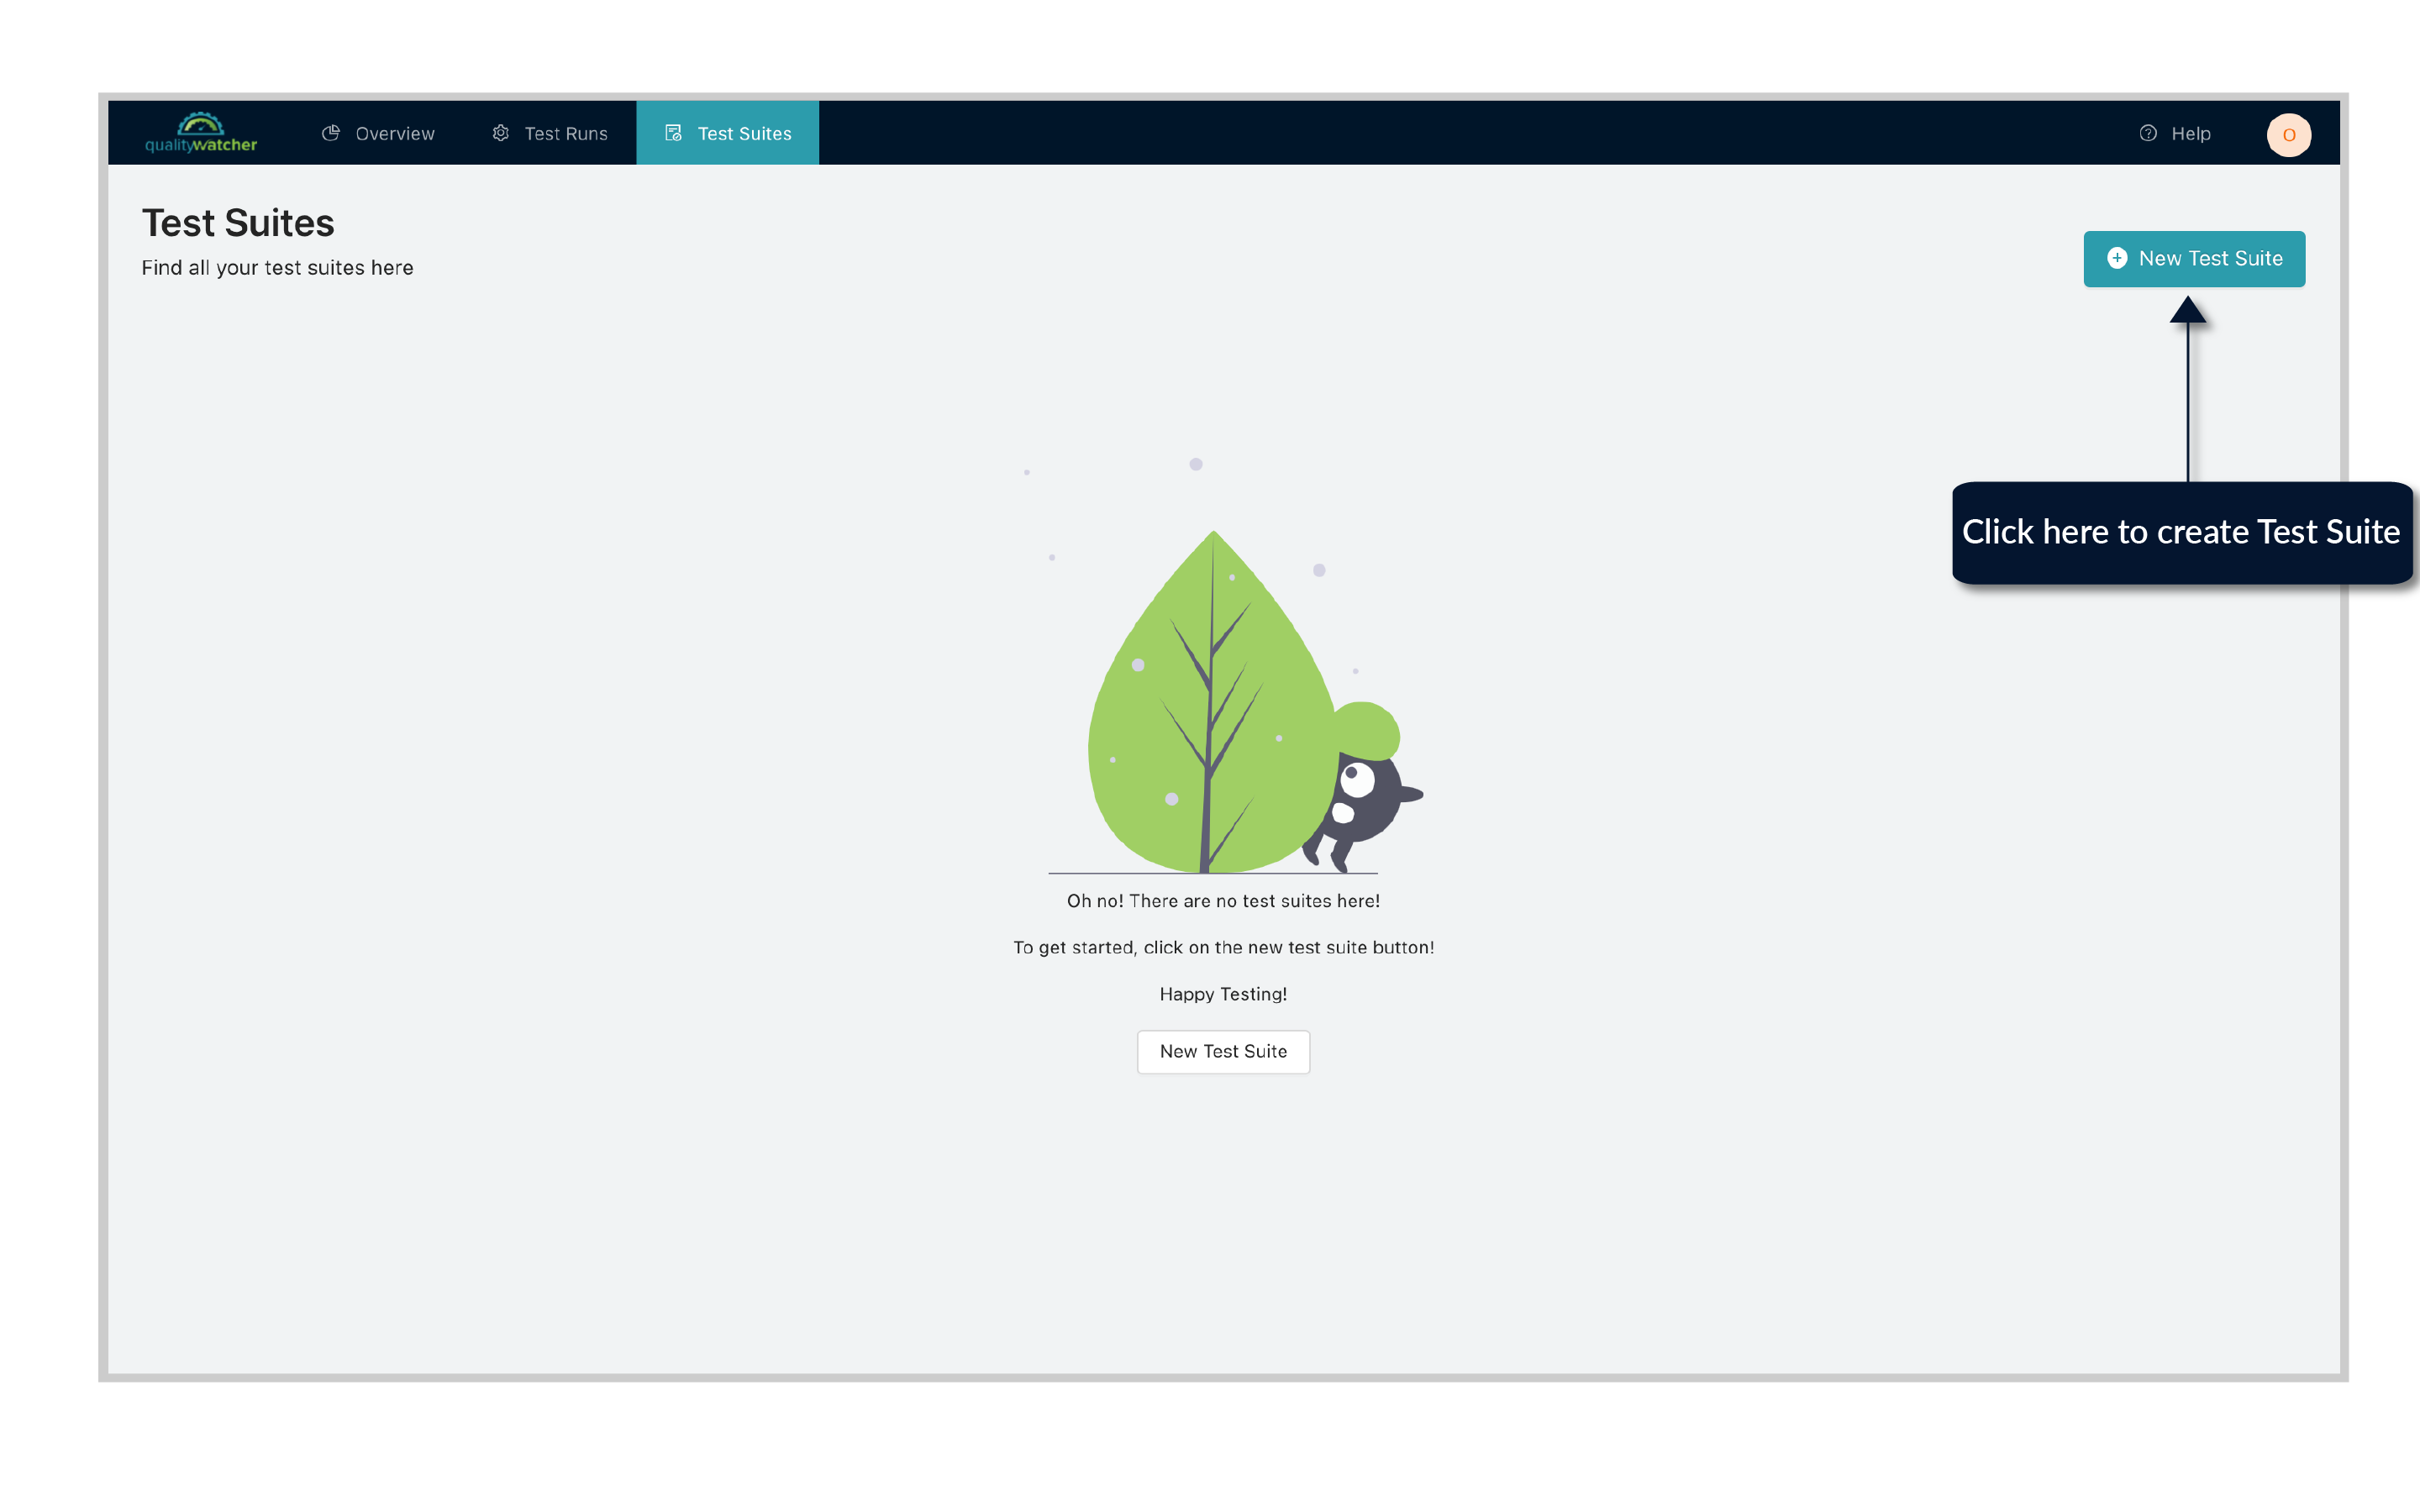 qualitywatcher
Overview
Test Runs
Test Suites
Help
O
Test Suites
Find all your test suites here
New Test Suite
Click here to create Test Suite
Oh no! There are no test suites here!
To get started, click on the new test suite button!
Happy Testing!
New Test Suite